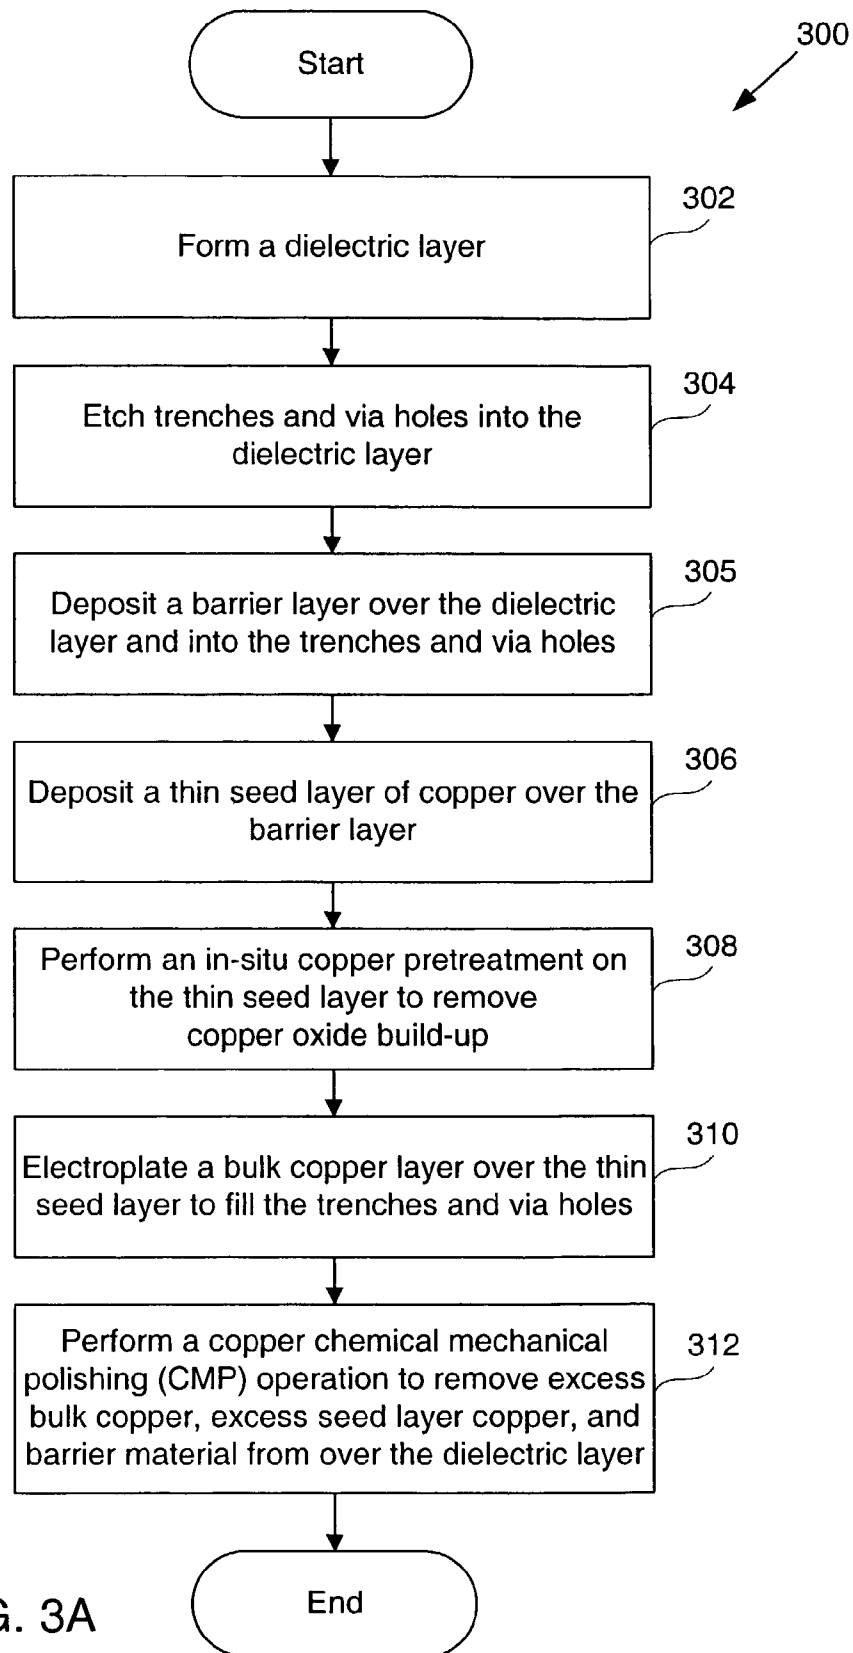 Start
300
302
Form a dielectric layer
304
Etch trenches and via holes into the
dielectric layer
305
Deposit a barrier layer over the dielectric
layer and into the trenches and via holes
306
Deposit a thin seed layer of copper over the
barrier layer
308
Perform an in-situ copper pretreatment on
the thin seed layer to remove
copper oxide build-up
310
Electroplate a bulk copper layer over the thin
seed layer to fill the trenches and via holes
312
Perform a copper chemical mechanical
polishing (CMP) operation to remove excess
bulk copper, excess seed layer copper, and
barrier material from over the dielectric layer
End
G. 3A